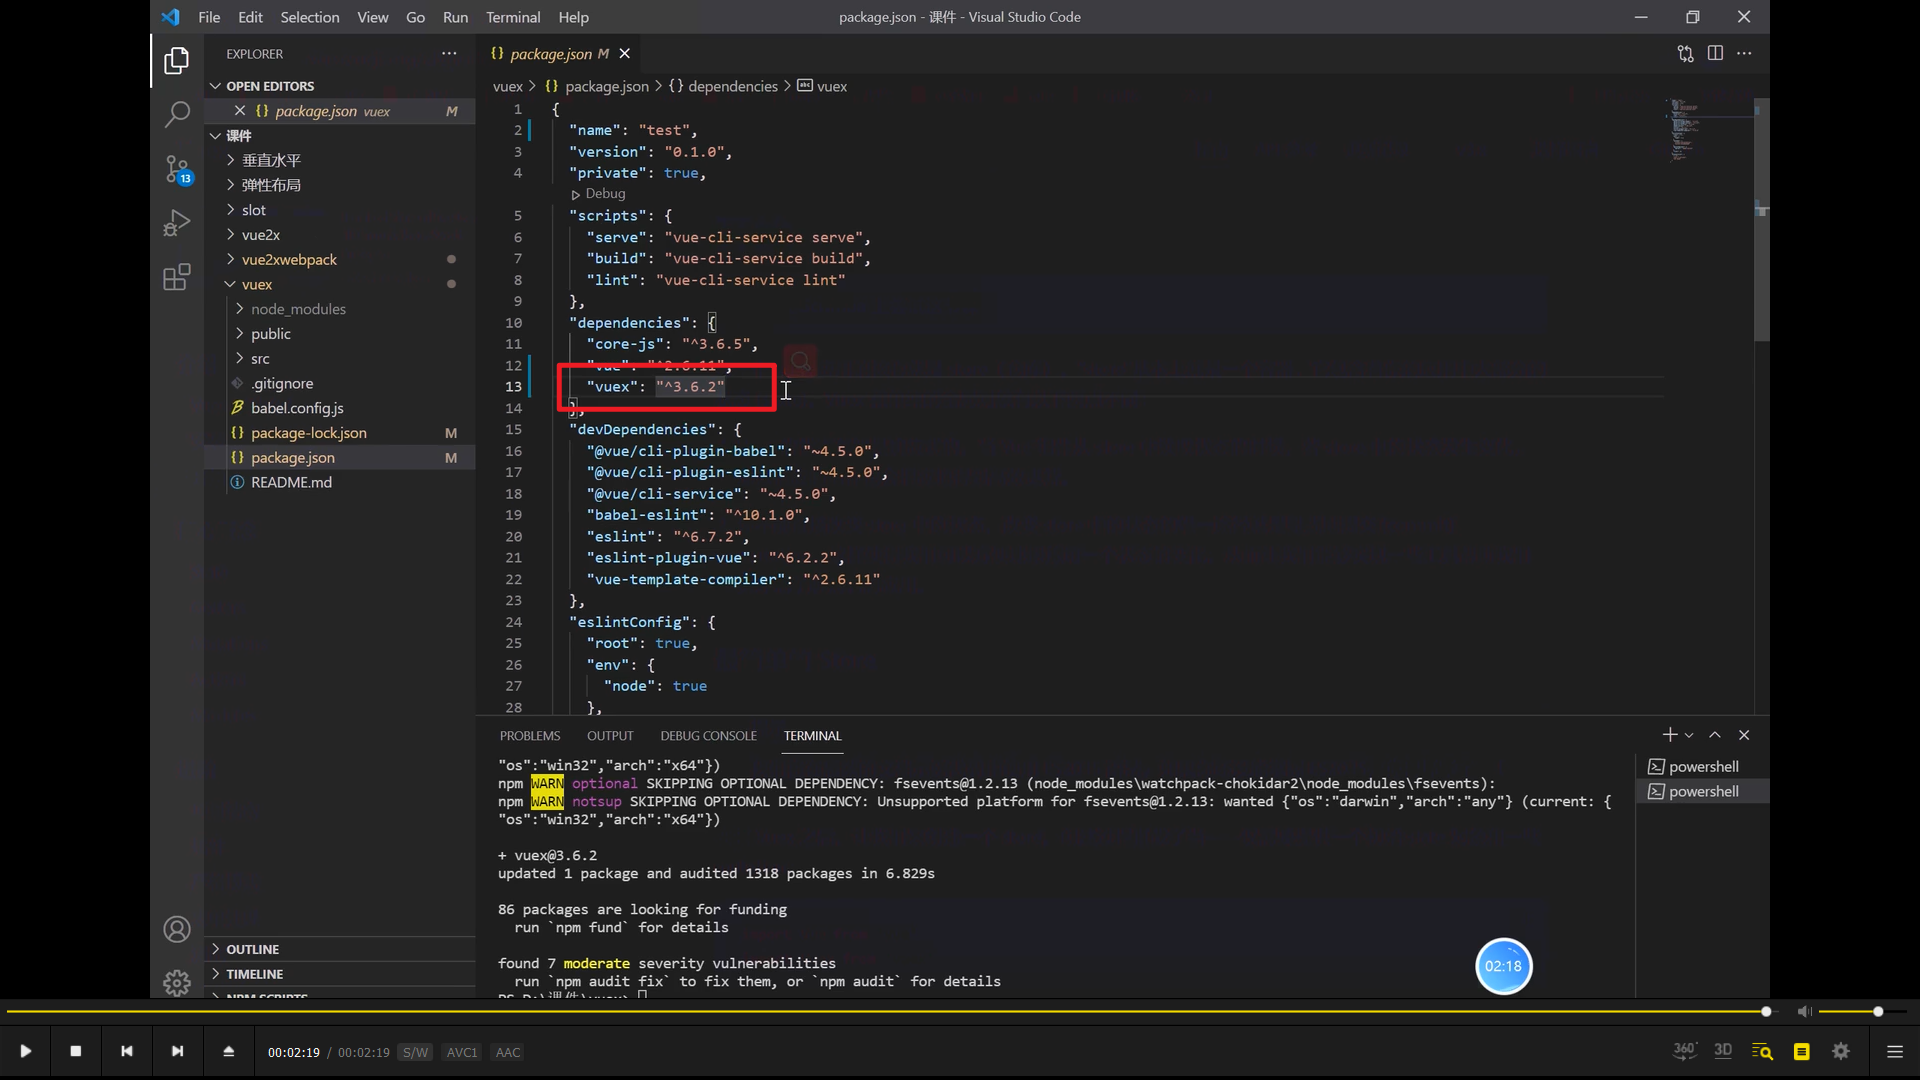 File Edit Selection View Go Run Terminal Help
package.json - 课件 - Visual Studio Code
EXPLORER
OPEN EDITORS
package.json vuex M
课件
垂直水平
弹性布局
slot
vue2x
vue2xwebpack
vuex
node_modules
public
src
.gitignore
babel.config.js
package-lock.json M
package.json M
README.md
OUTLINE
TIMELINE
NPM SCRIPTS
13
{} package.json M
vuex > {} package.json > {} dependencies > abc vuex
1 {
2 "name": "test",
3 "version": "0.1.0",
4 "private": true,
Debug
5 "scripts": {
6 "serve": "vue-cli-service serve",
7 "build": "vue-cli-service build",
8 "lint": "vue-cli-service lint"
9 },
10 "dependencies": {
11 "core-js": "^3.6.5",
12 "vue": "^2.6.11",
13 "vuex": "^3.6.2"
14 },
15 "devDependencies": {
16 "@vue/cli-plugin-babel": "~4.5.0",
17 "@vue/cli-plugin-eslint": "~4.5.0",
18 "@vue/cli-service": "~4.5.0",
19 "babel-eslint": "^10.1.0",
20 "eslint": "^6.7.2",
21 "eslint-plugin-vue": "^6.2.2",
22 "vue-template-compiler": "^2.6.11"
23 },
24 "eslintConfig": {
25 "root": true,
26 "env": {
27 "node": true
28 },
PROBLEMS OUTPUT DEBUG CONSOLE TERMINAL
"os":"win32","arch":"x64"})
npm WARN optional SKIPPING OPTIONAL DEPENDENCY: fsevents@1.2.13 (node_modules\watchpack-chokidar2\node_modules\fsevents):
npm WARN notsup SKIPPING OPTIONAL DEPENDENCY: Unsupported platform for fsevents@1.2.13: wanted {"os":"darwin","arch":"any"} (current: {
"os":"win32","arch":"x64"})
+ vuex@3.6.2
updated 1 package and audited 1318 packages in 6.829s
86 packages are looking for funding
run `npm fund` for details
found 7 moderate severity vulnerabilities
run `npm audit fix` to fix them, or `npm audit` for details
PS D:\课件\vuex>
powershell
powershell
02:18
00:02:19 / 00:02:19 S/W AVC1 AAC
360° 3D